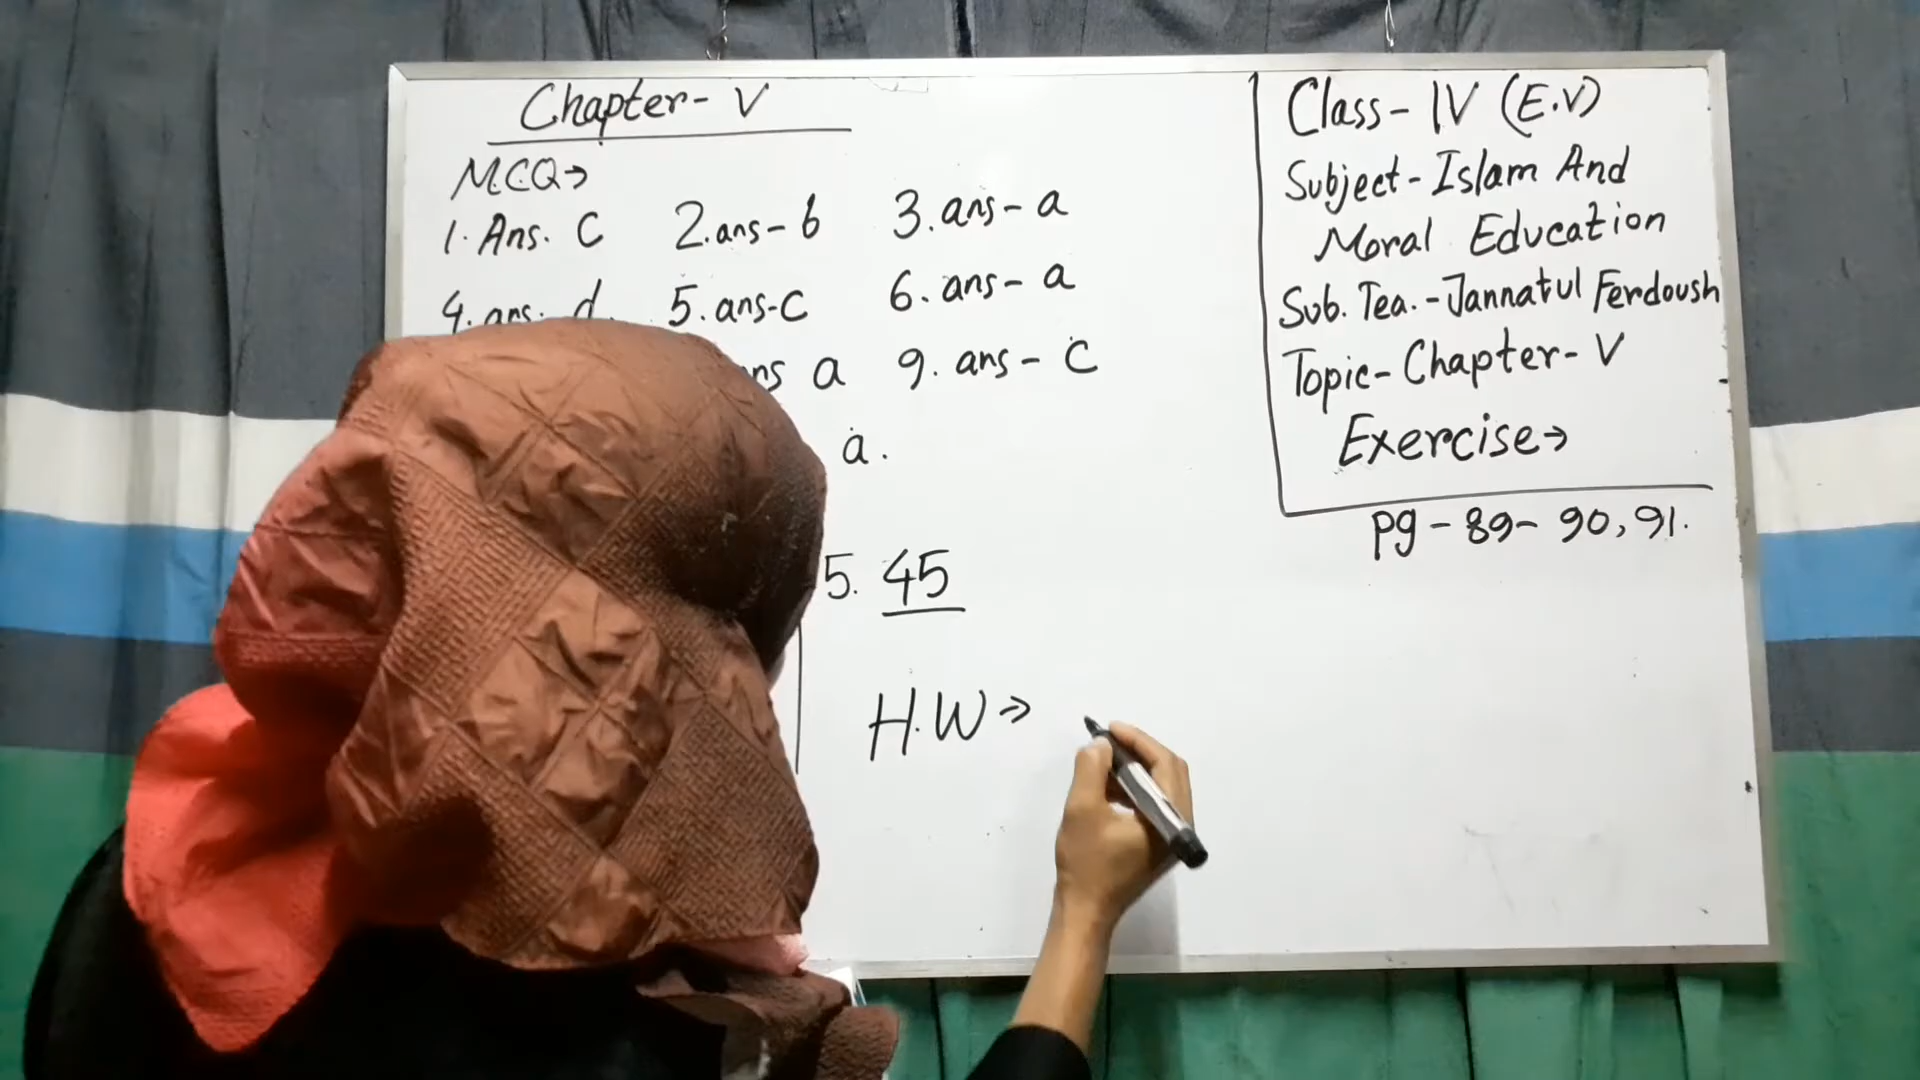 Chapter- V
MCQ→
1. Ans. C 2. ans- b 3. ans- a
4. ans- d. 5. ans-C 6. ans- a
a 9. ans- C
a.
5. 45
H.W →
Class- IV (E.V)
Subject- Islam And
Moral Education
Sub. Tea.-Jannatul Ferdoush
Topic- Chapter- V
Exercise→
pg - 89- 90, 91.